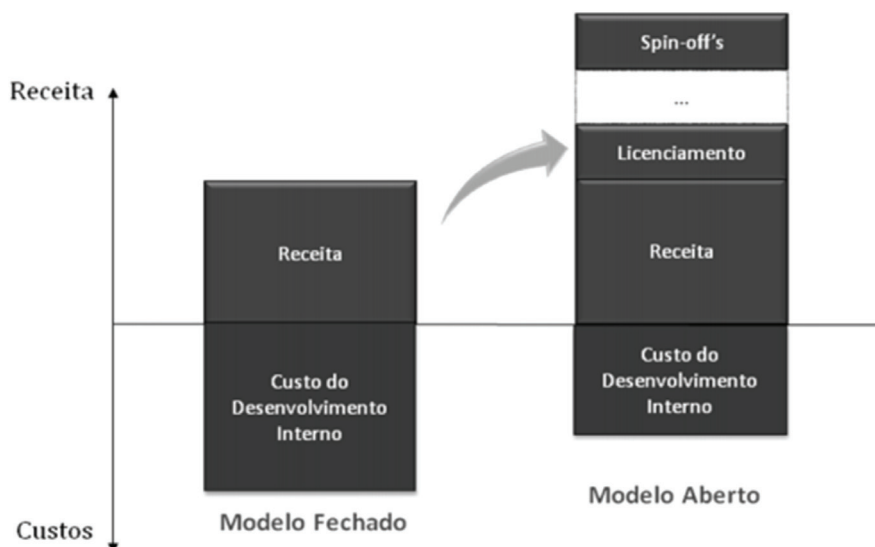 Receita
Spin-off's
...
Licenciamento
Receita
Receita
Custo do
Desenvolvimento
Interno
Custo do
Desenvolvimento
Interno
Modelo Fechado
Modelo Aberto
Custos